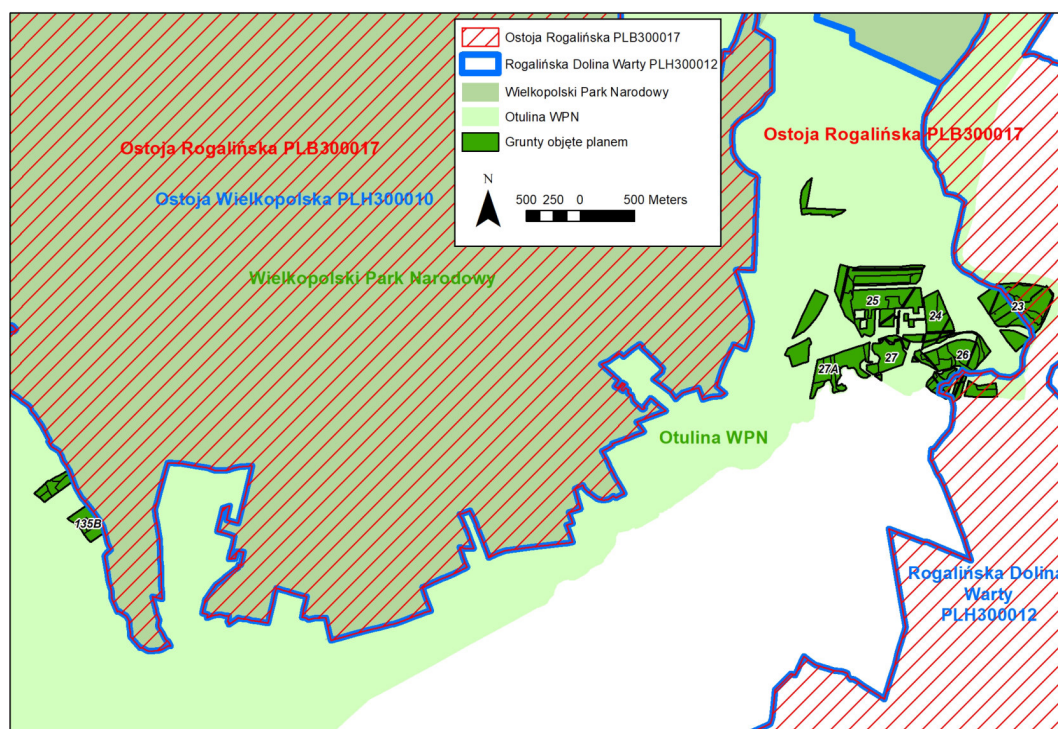 Ostoja Rogalińska PLB300017
Rogalińska Dolina Warty PLH300012
Wielkopolski Park Narodowy
Otulina WPN
Grunty objęte planem
N
500 250 0 500 Meters
Ostoja Rogalińska PLB300017
Ostoja Rogalińska PLB300017
Ostoja Wielkopolska PLH300010
Wielkopolski Park Narodowy
25
24
23
27
26
27A
Otulina WPN
135B
Rogalińska Dolina
Warty
PLH300012